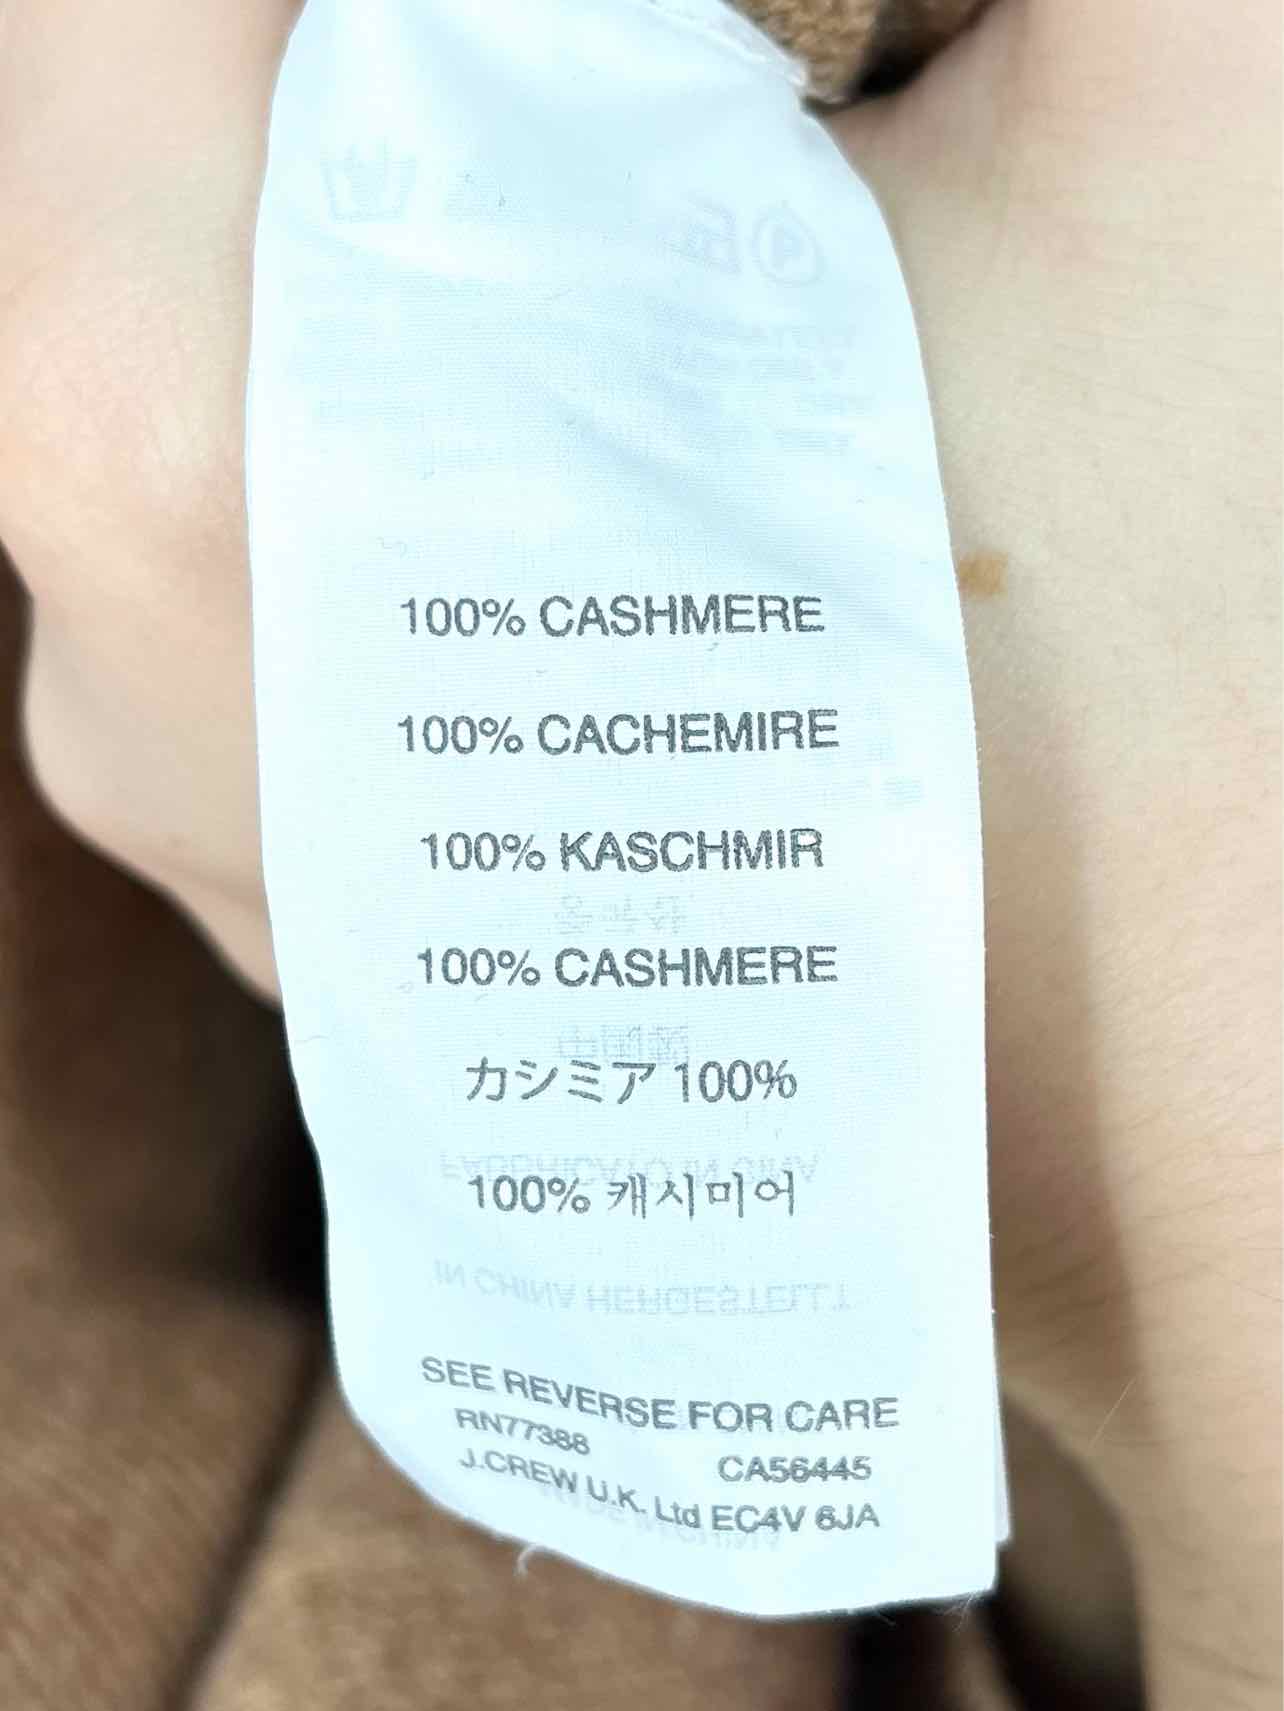 100% CASHMERE
100% CACHEMIRE
100% KASCHMIR
100% CASHMERE
カシミア 100%
100% 캐시미어
SEE REVERSE FOR CARE
RN77388 CA56445
J.CREW U.K. Ltd EC4V 6JA